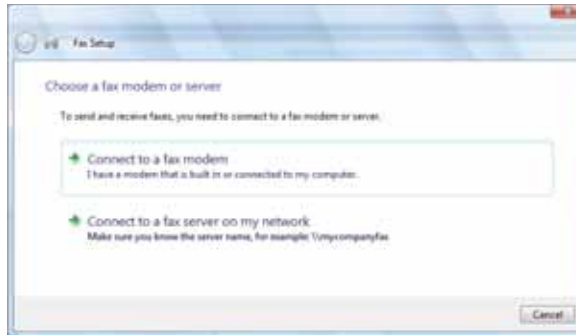 Fax Setup
Choose a fax modem or server
To send and receive faxes, you need to connect to a fax modem or server.
Connect to a fax modem
I have a modem that is built in or connected to my computer.
Connect to a fax server on my network
Make sure you know the server name, for example: \\mycompanyfax
Cancel